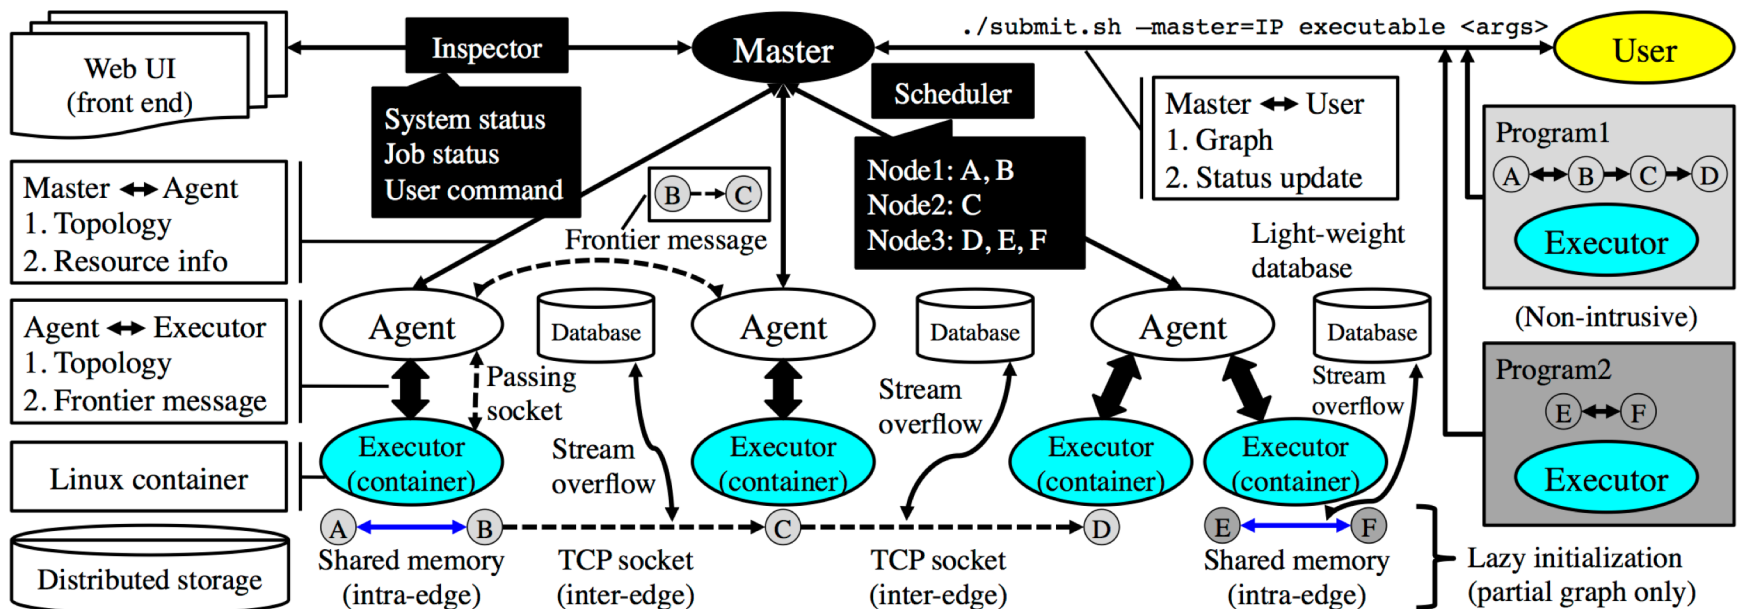 Web UI
(front end)
Inspector
Master
./submit.sh –master=IP executable <args>
User
System status
Job status
User command
Scheduler
Node1: A, B
Node2: C
Node3: D, E, F
Master ↔ User
1. Graph
2. Status update
Program1
A B C D
Executor
(Non-intrusive)
Program2
E F
Executor
Master ↔ Agent
1. Topology
2. Resource info
B C
Frontier message
Light-weight
database
Agent ↔ Executor
1. Topology
2. Frontier message
Agent
Database
Agent
Database
Agent
Database
Passing
socket
Stream
overflow
Stream
overflow
Stream
overflow
Linux container
Executor
(container)
Executor
(container)
Executor
(container)
Executor
(container)
A B C D E F
Distributed storage
Shared memory
(intra-edge)
TCP socket
(inter-edge)
TCP socket
(inter-edge)
Shared memory
(intra-edge)
Lazy initialization
(partial graph only)